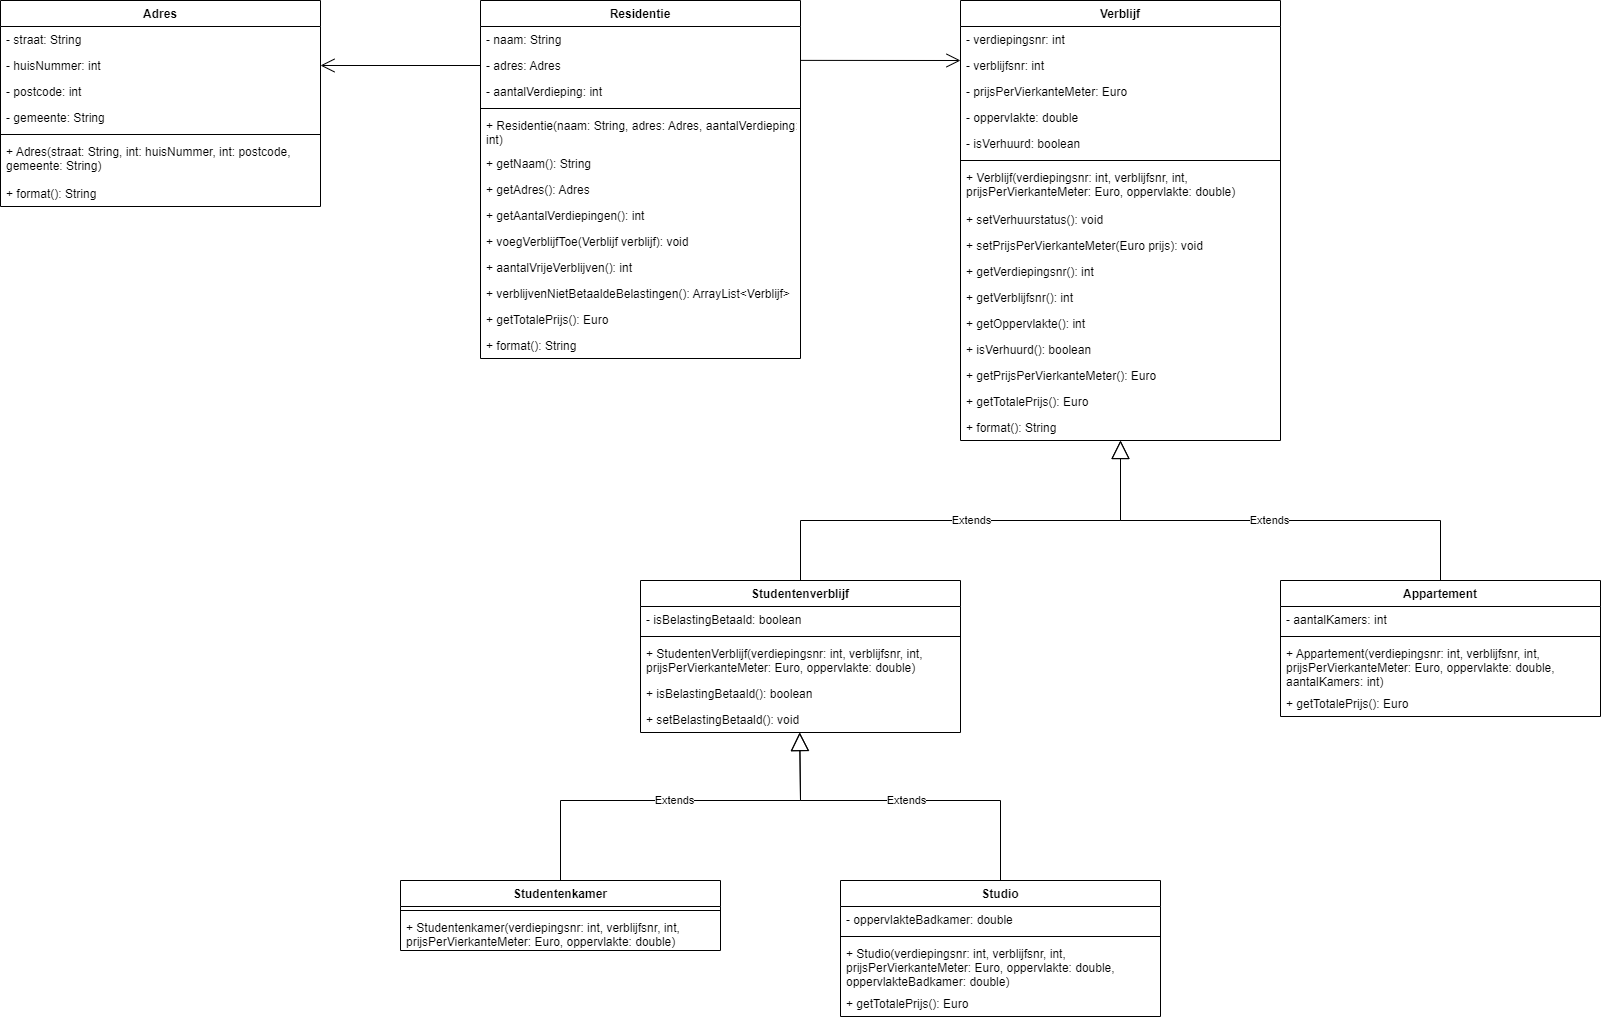 Adres
- straat: String
- huisNummer: int
- postcode: int
- gemeente: String
+ Adres(straat: String, int: huisNummer, int: postcode,
gemeente: String)
+ format(): String
Residentie
- naam: String
- adres: Adres
- aantalVerdieping: int
+ Residentie(naam: String, adres: Adres, aantalVerdieping
int)
+ getNaam(): String
+ getAdres(): Adres
+ getAantalVerdiepingen(): int
+ voegVerblijfToe(Verblijf verblijf): void
+ aantalVrijeVerblijven(): int
+ verblijvenNietBetaaldeBelastingen(): ArrayList<Verblijf>
+ getTotalePrijs(): Euro
+ format(): String
Verblijf
- verdiepingsnr: int
- verblijfsnr: int
- prijsPerVierkanteMeter: Euro
- oppervlakte: double
- isVerhuurd: boolean
+ Verblijf(verdiepingsnr: int, verblijfsnr, int,
prijsPerVierkanteMeter: Euro, oppervlakte: double)
+ setVerhuurstatus(): void
+ setPrijsPerVierkanteMeter(Euro prijs): void
+ getVerdiepingsnr(): int
+ getVerblijfsnr(): int
+ getOppervlakte(): int
+ isVerhuurd(): boolean
+ getPrijsPerVierkanteMeter(): Euro
+ getTotalePrijs(): Euro
+ format(): String
Extends
Extends
Studentenverblijf
- isBelastingBetaald: boolean
+ StudentenVerblijf(verdiepingsnr: int, verblijfsnr, int,
prijsPerVierkanteMeter: Euro, oppervlakte: double)
+ isBelastingBetaald(): boolean
+ setBelastingBetaald(): void
Appartement
- aantalKamers: int
+ Appartement(verdiepingsnr: int, verblijfsnr, int,
prijsPerVierkanteMeter: Euro, oppervlakte: double,
aantalKamers: int)
+ getTotalePrijs(): Euro
Extends
Extends
Studentenkamer
+ Studentenkamer(verdiepingsnr: int, verblijfsnr, int,
prijsPerVierkanteMeter: Euro, oppervlakte: double)
Studio
- oppervlakteBadkamer: double
+ Studio(verdiepingsnr: int, verblijfsnr, int,
prijsPerVierkanteMeter: Euro, oppervlakte: double,
oppervlakteBadkamer: double)
+ getTotalePrijs(): Euro